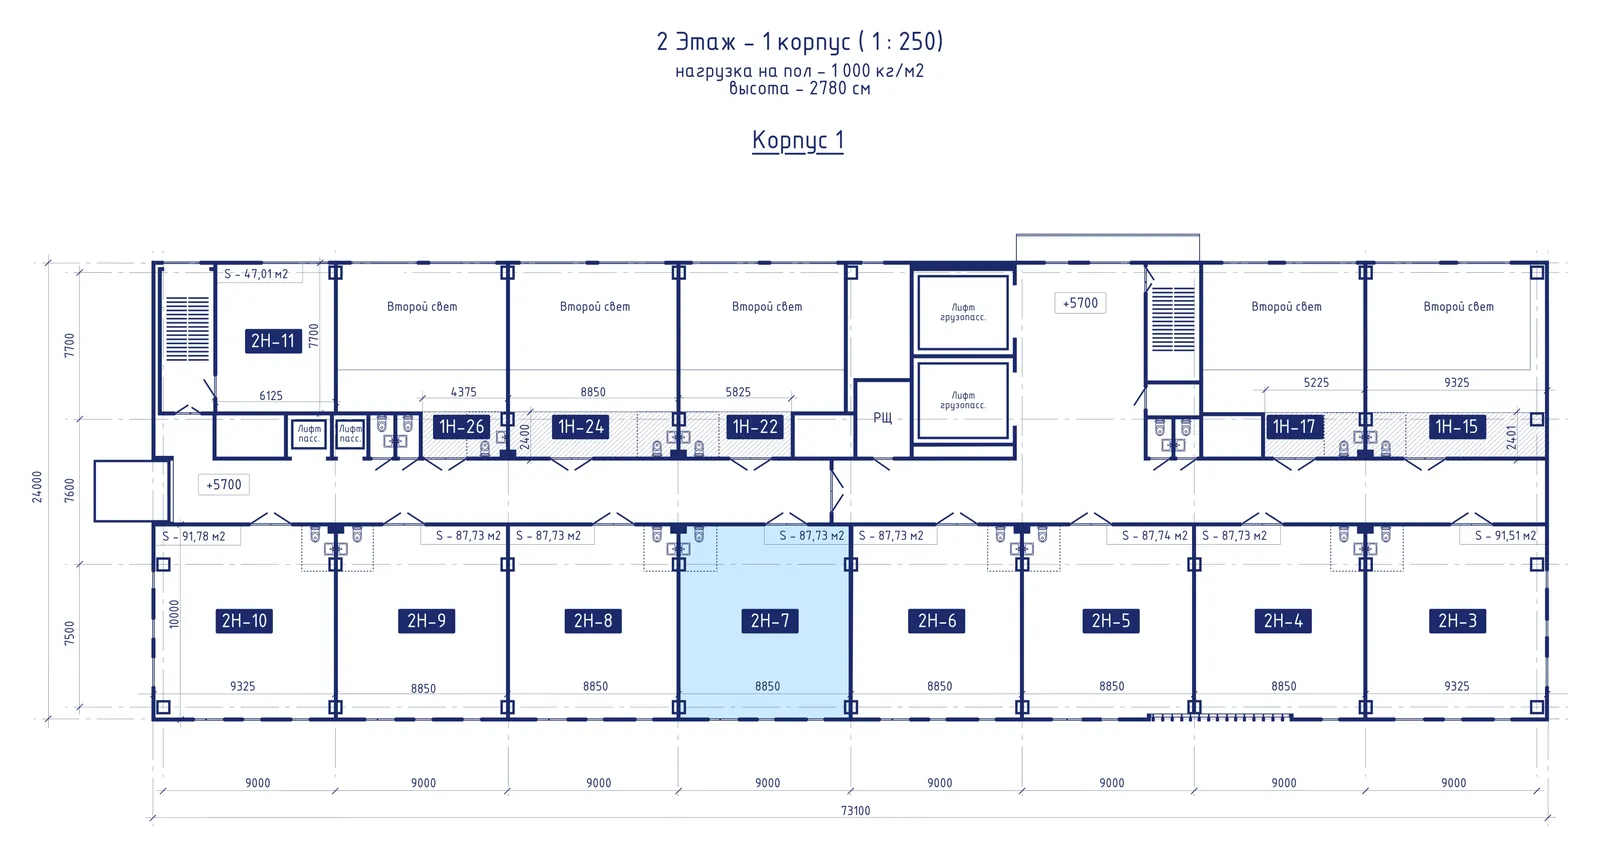 2 Этаж - 1 корпус ( 1 : 250)
нагрузка на пол - 1 000 кг/м2
высота - 2780 см
Корпус 1
S - 47,01 м2
Второй свет
Второй свет
Второй свет
Лифт
грузопасс.
+5700
Второй свет
Второй свет
2Н-11
7700
7700
6125
4375
8850
5825
5225
9325
Лифт
грузопасс.
Лифт
пасс.
Лифт
пасс.
1Н-26
2400
1Н-24
1Н-22
РЩ
1Н-17
1Н-15
2401
24000
7600
+5700
S - 91,78 м2
S - 87,73 м2
S - 87,73 м2
S - 87,73 м2
S - 87,73 м2
S - 87,74 м2
S - 87,73 м2
S - 91,51 м2
7500
10000
2Н-10
2Н-9
2Н-8
2Н-7
2Н-6
2Н-5
2Н-4
2Н-3
9325
8850
8850
8850
8850
8850
8850
9325
9000
9000
9000
9000
9000
9000
9000
9000
73100